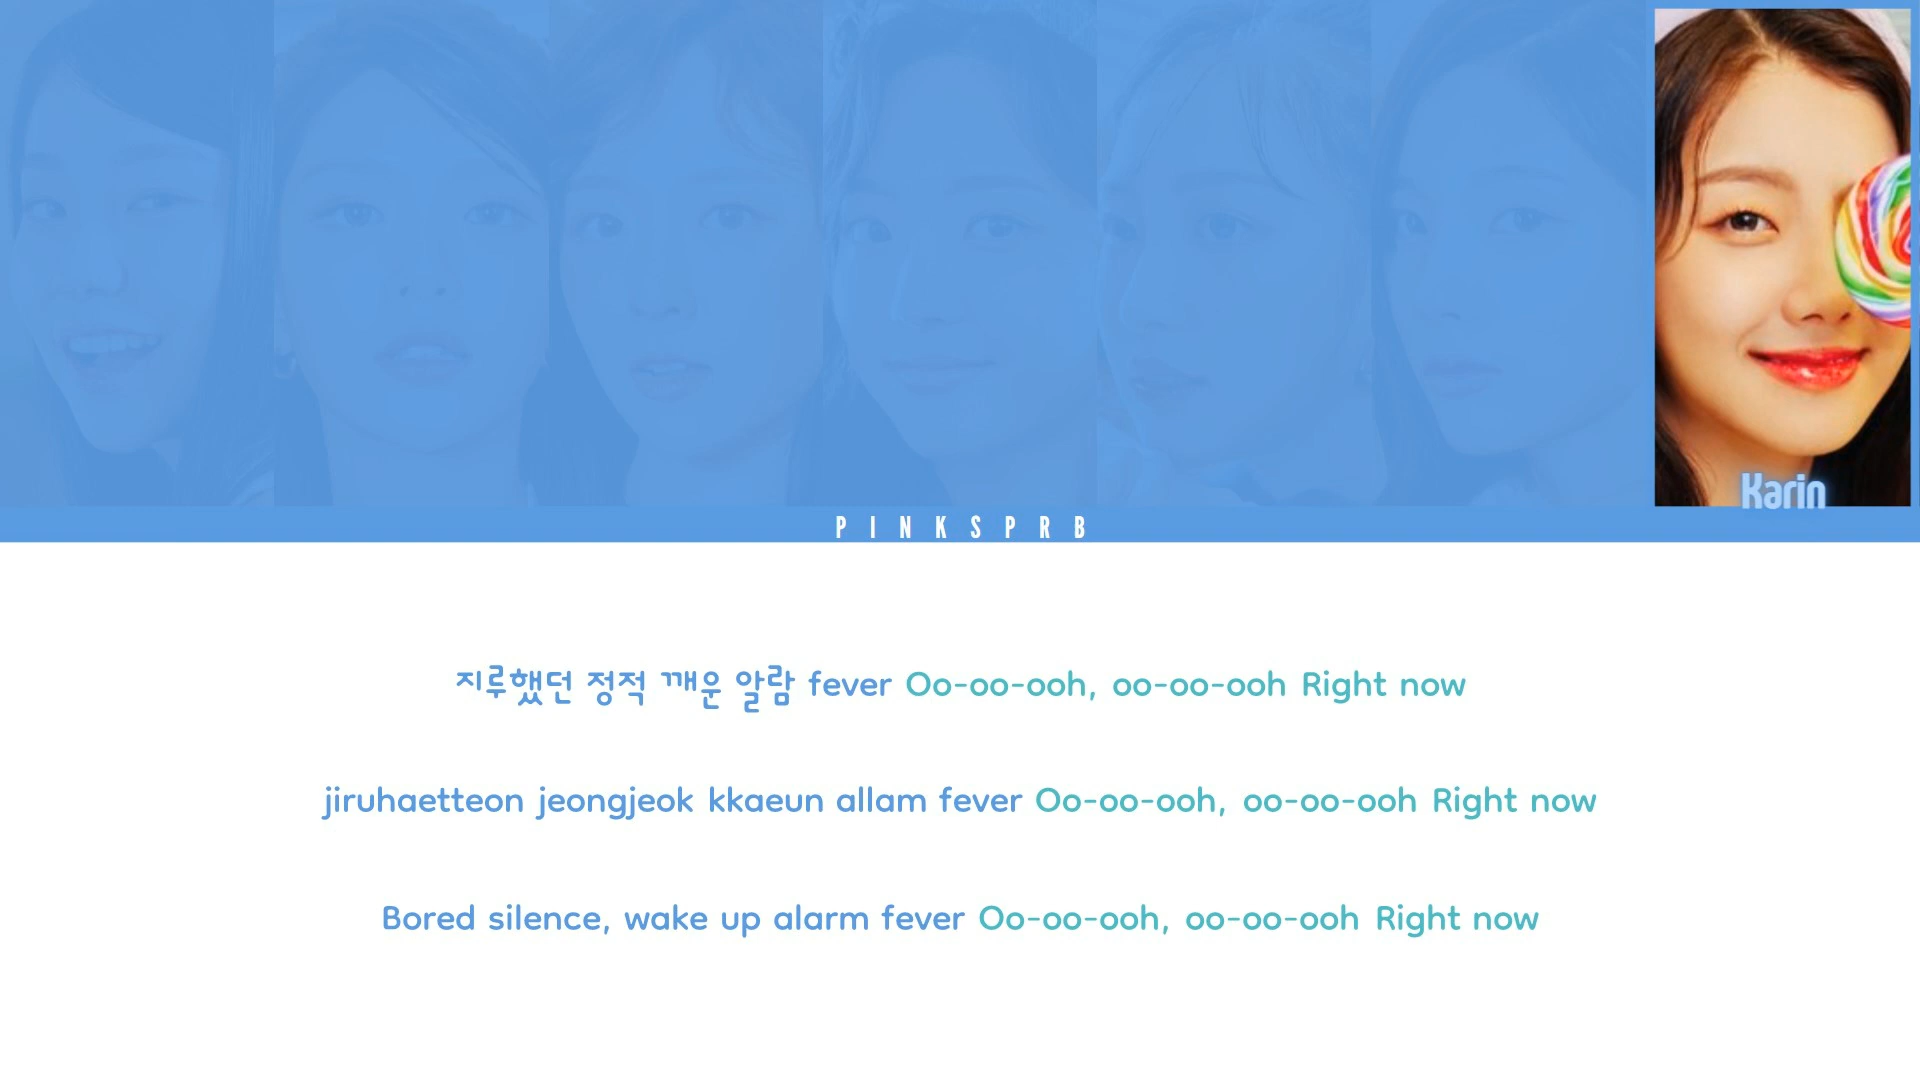 Karin
PINKSPRB
지루했던 정적 깨운 알람 fever Oo-oo-ooh, oo-oo-ooh Right now
jiruhaetteon jeongjeok kkaeun allam fever Oo-oo-ooh, oo-oo-ooh Right now
Bored silence, wake up alarm fever Oo-oo-ooh, oo-oo-ooh Right now